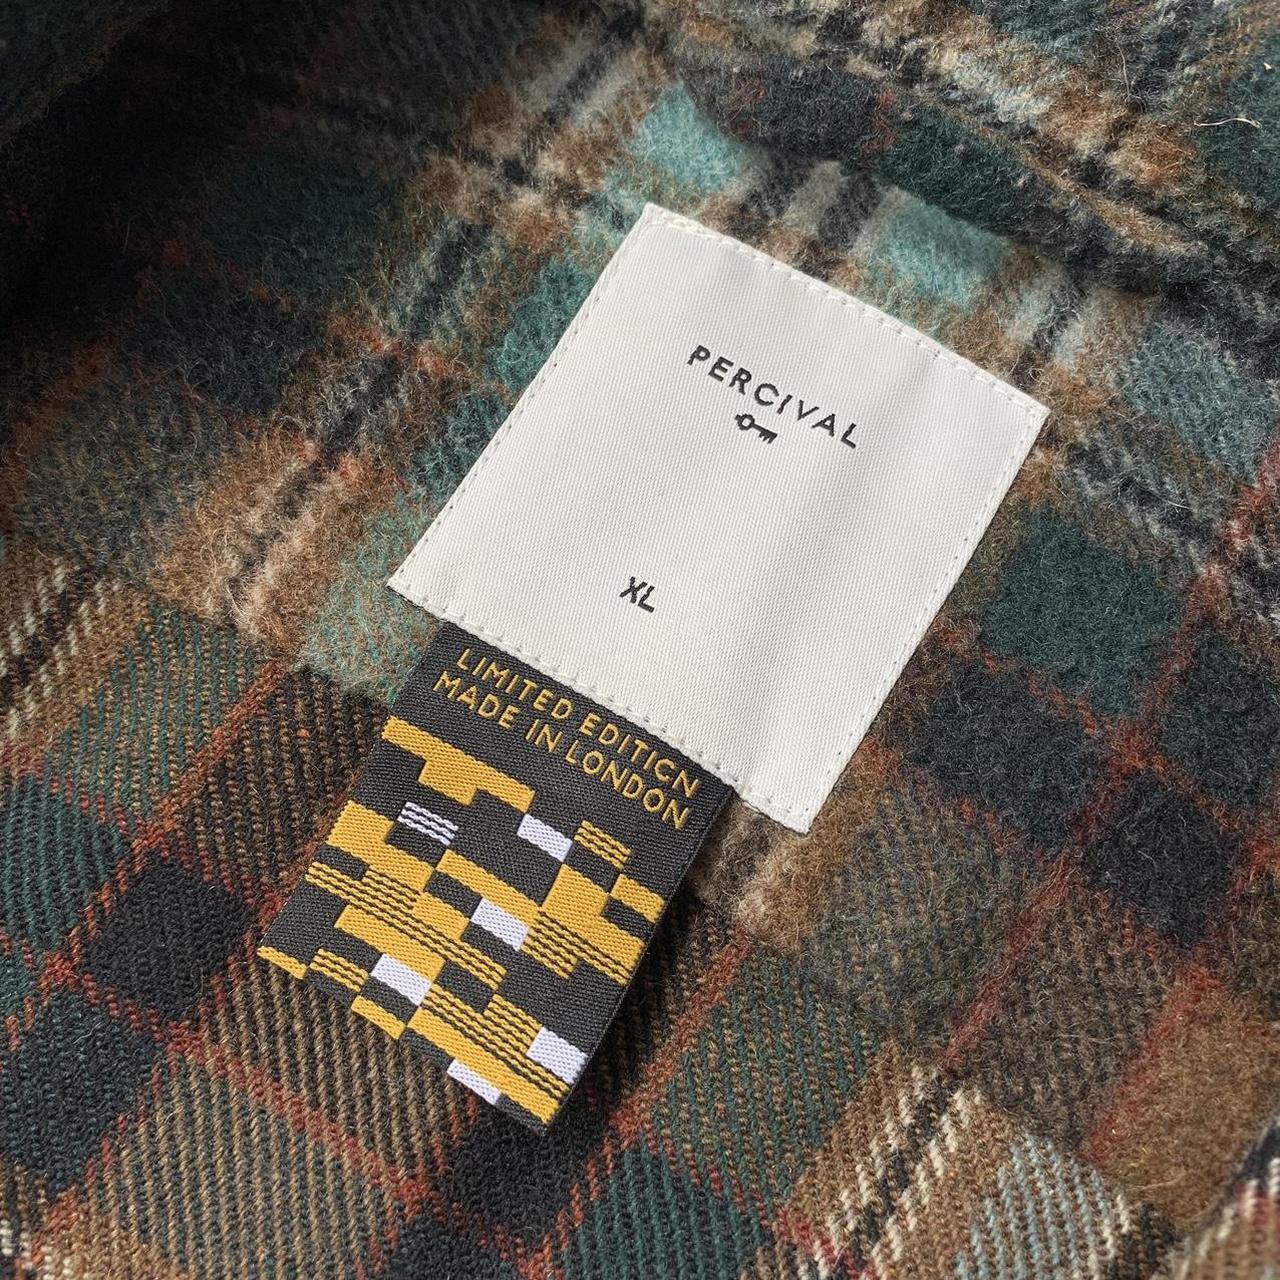 PERCIVAL
XL
LIMITED EDITION
MADE IN LONDON